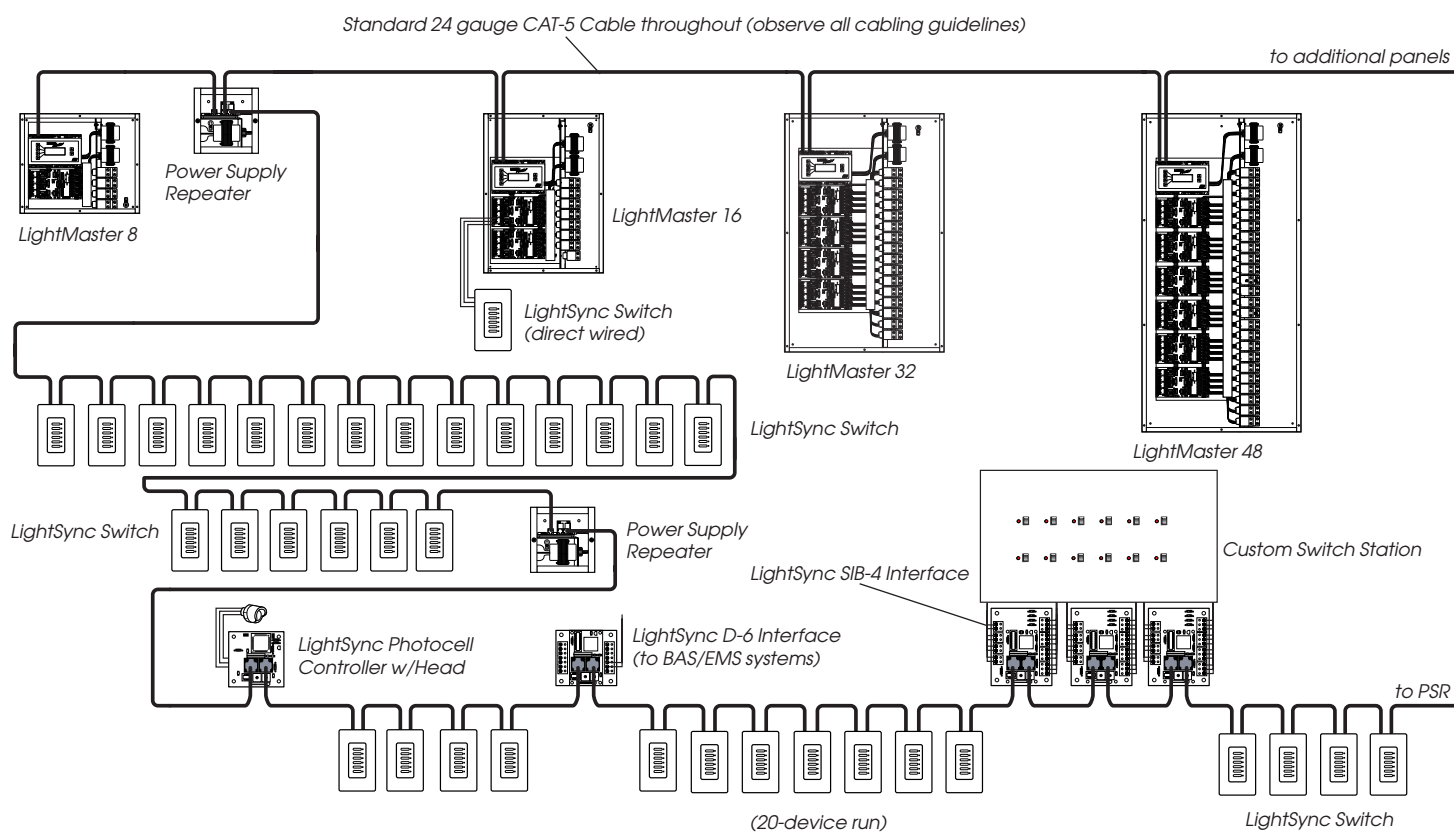 Standard 24 gauge CAT-5 Cable throughout (observe all cabling guidelines)
to additional panels
Power Supply
Repeater
LightMaster 8
LightMaster 16
LightSync Switch
(direct wired)
LightMaster 32
LightMaster 48
LightSync Switch
LightSync Switch
Power Supply
Repeater
Custom Switch Station
LightSync SIB-4 Interface
LightSync Photocell
Controller w/Head
LightSync D-6 Interface
(to BAS/EMS systems)
to PSR
(20-device run)
LightSync Switch